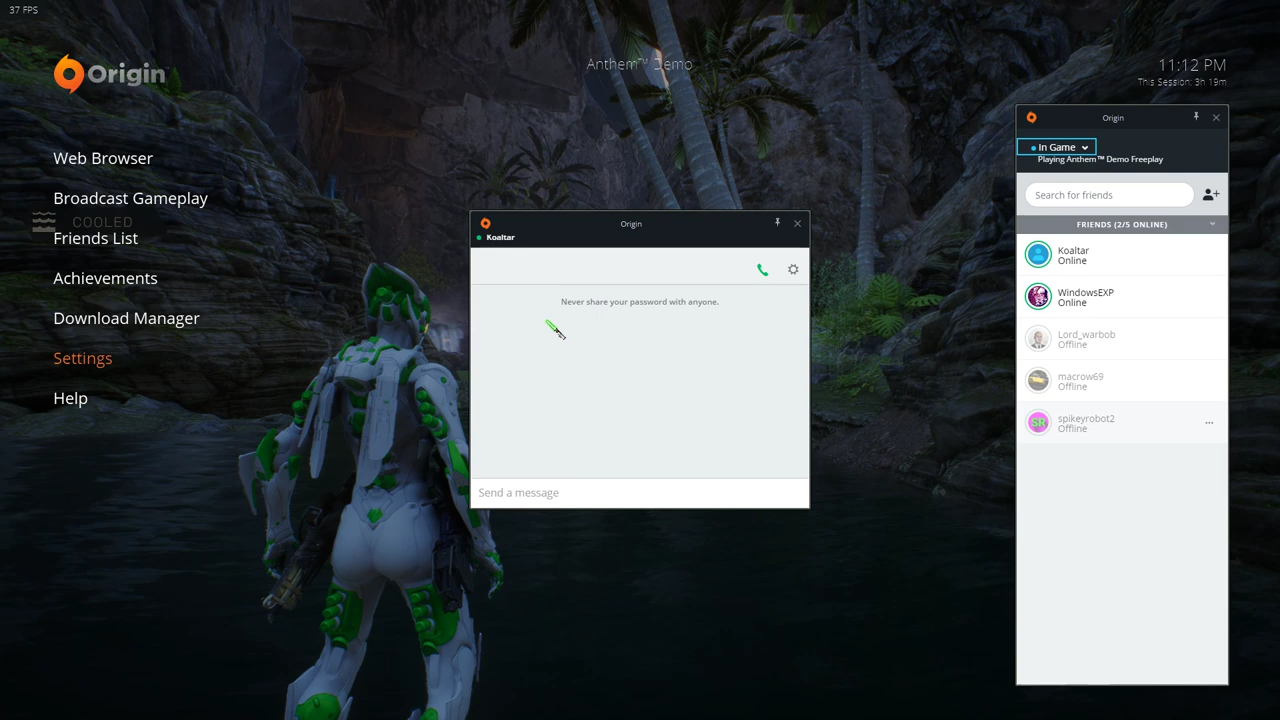 37 FPS
Origin
Anthem™ Demo
11:12 PM
This Session: 3h 19m
Web Browser
Broadcast Gameplay
COOLED
Friends List
Achievements
Download Manager
Settings
Help
Origin
Koaltar
Never share your password with anyone.
Send a message
Origin
In Game
Playing Anthem™ Demo Freeplay
Search for friends
FRIENDS (2/5 ONLINE)
Koaltar
Online
WindowsEXP
Online
Lord_warbob
Offline
macrow69
Offline
SR
spikeyrobot2
Offline